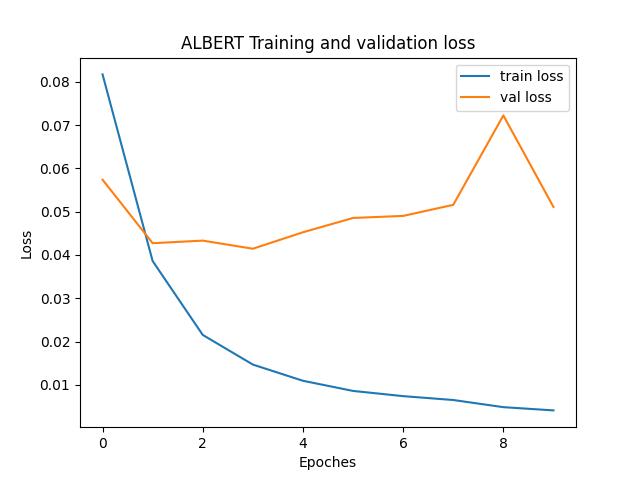 ALBERT Training and validation loss
train loss
val loss
0.08
0.07
0.06
0.05
0.04
0.03
0.02
0.01
Loss
0 2 4 6 8
Epoches